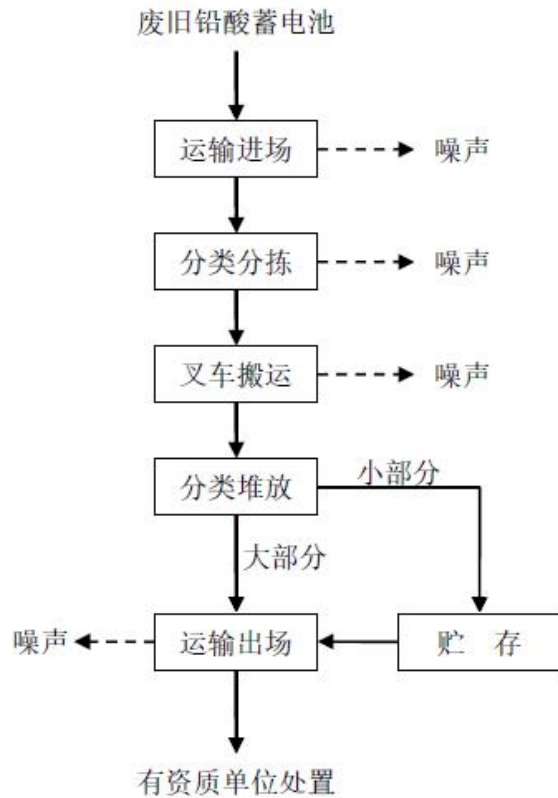 废旧铅酸蓄电池
运输进场
噪声
分类分拣
噪声
叉车搬运
噪声
分类堆放
小部分
大部分
噪声
运输出场
贮 存
有资质单位处置